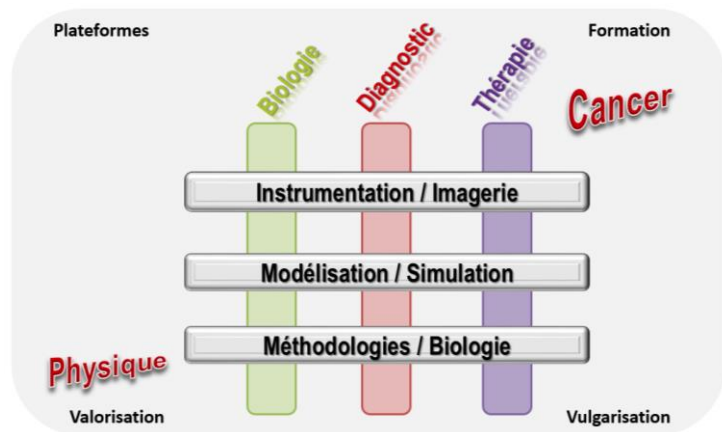 Plateformes
Formation
Biologie
Diagnostic
Thérapie
Cancer
Instrumentation / Imagerie
Modélisation / Simulation
Méthodologies / Biologie
Physique
Valorisation
Vulgarisation